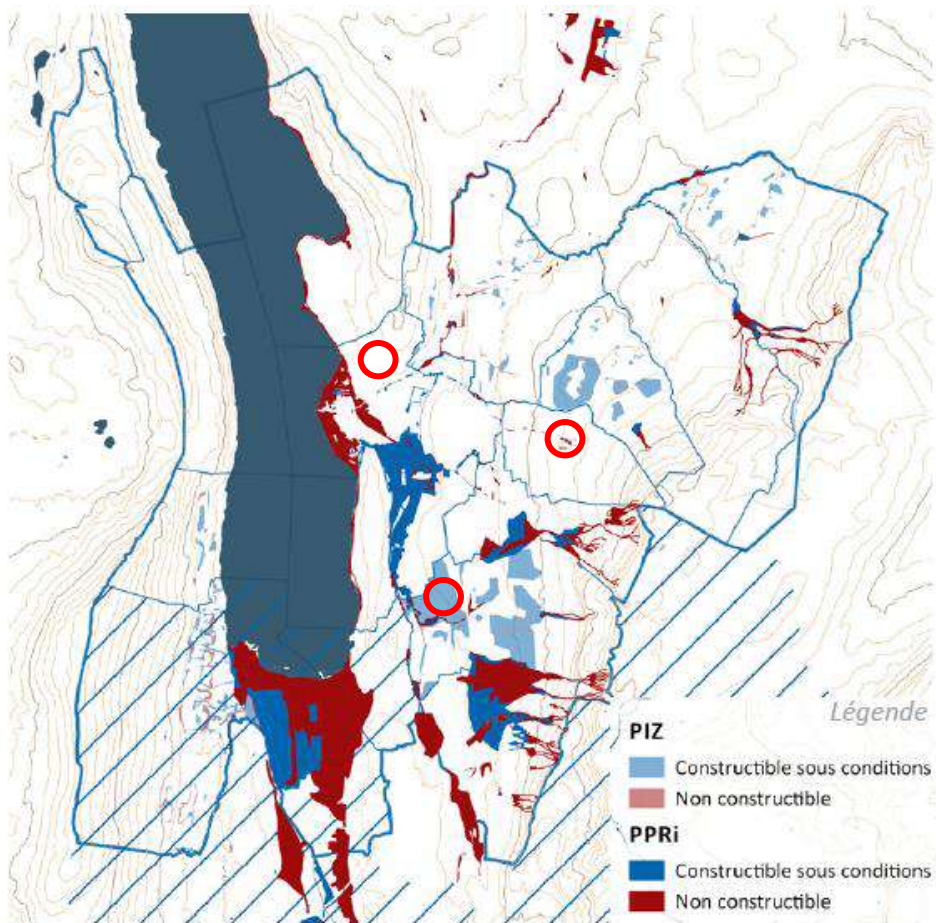 Légende
PIZ
Constructible sous conditions
Non constructible
PPRi
Constructible sous conditions
Non constructible